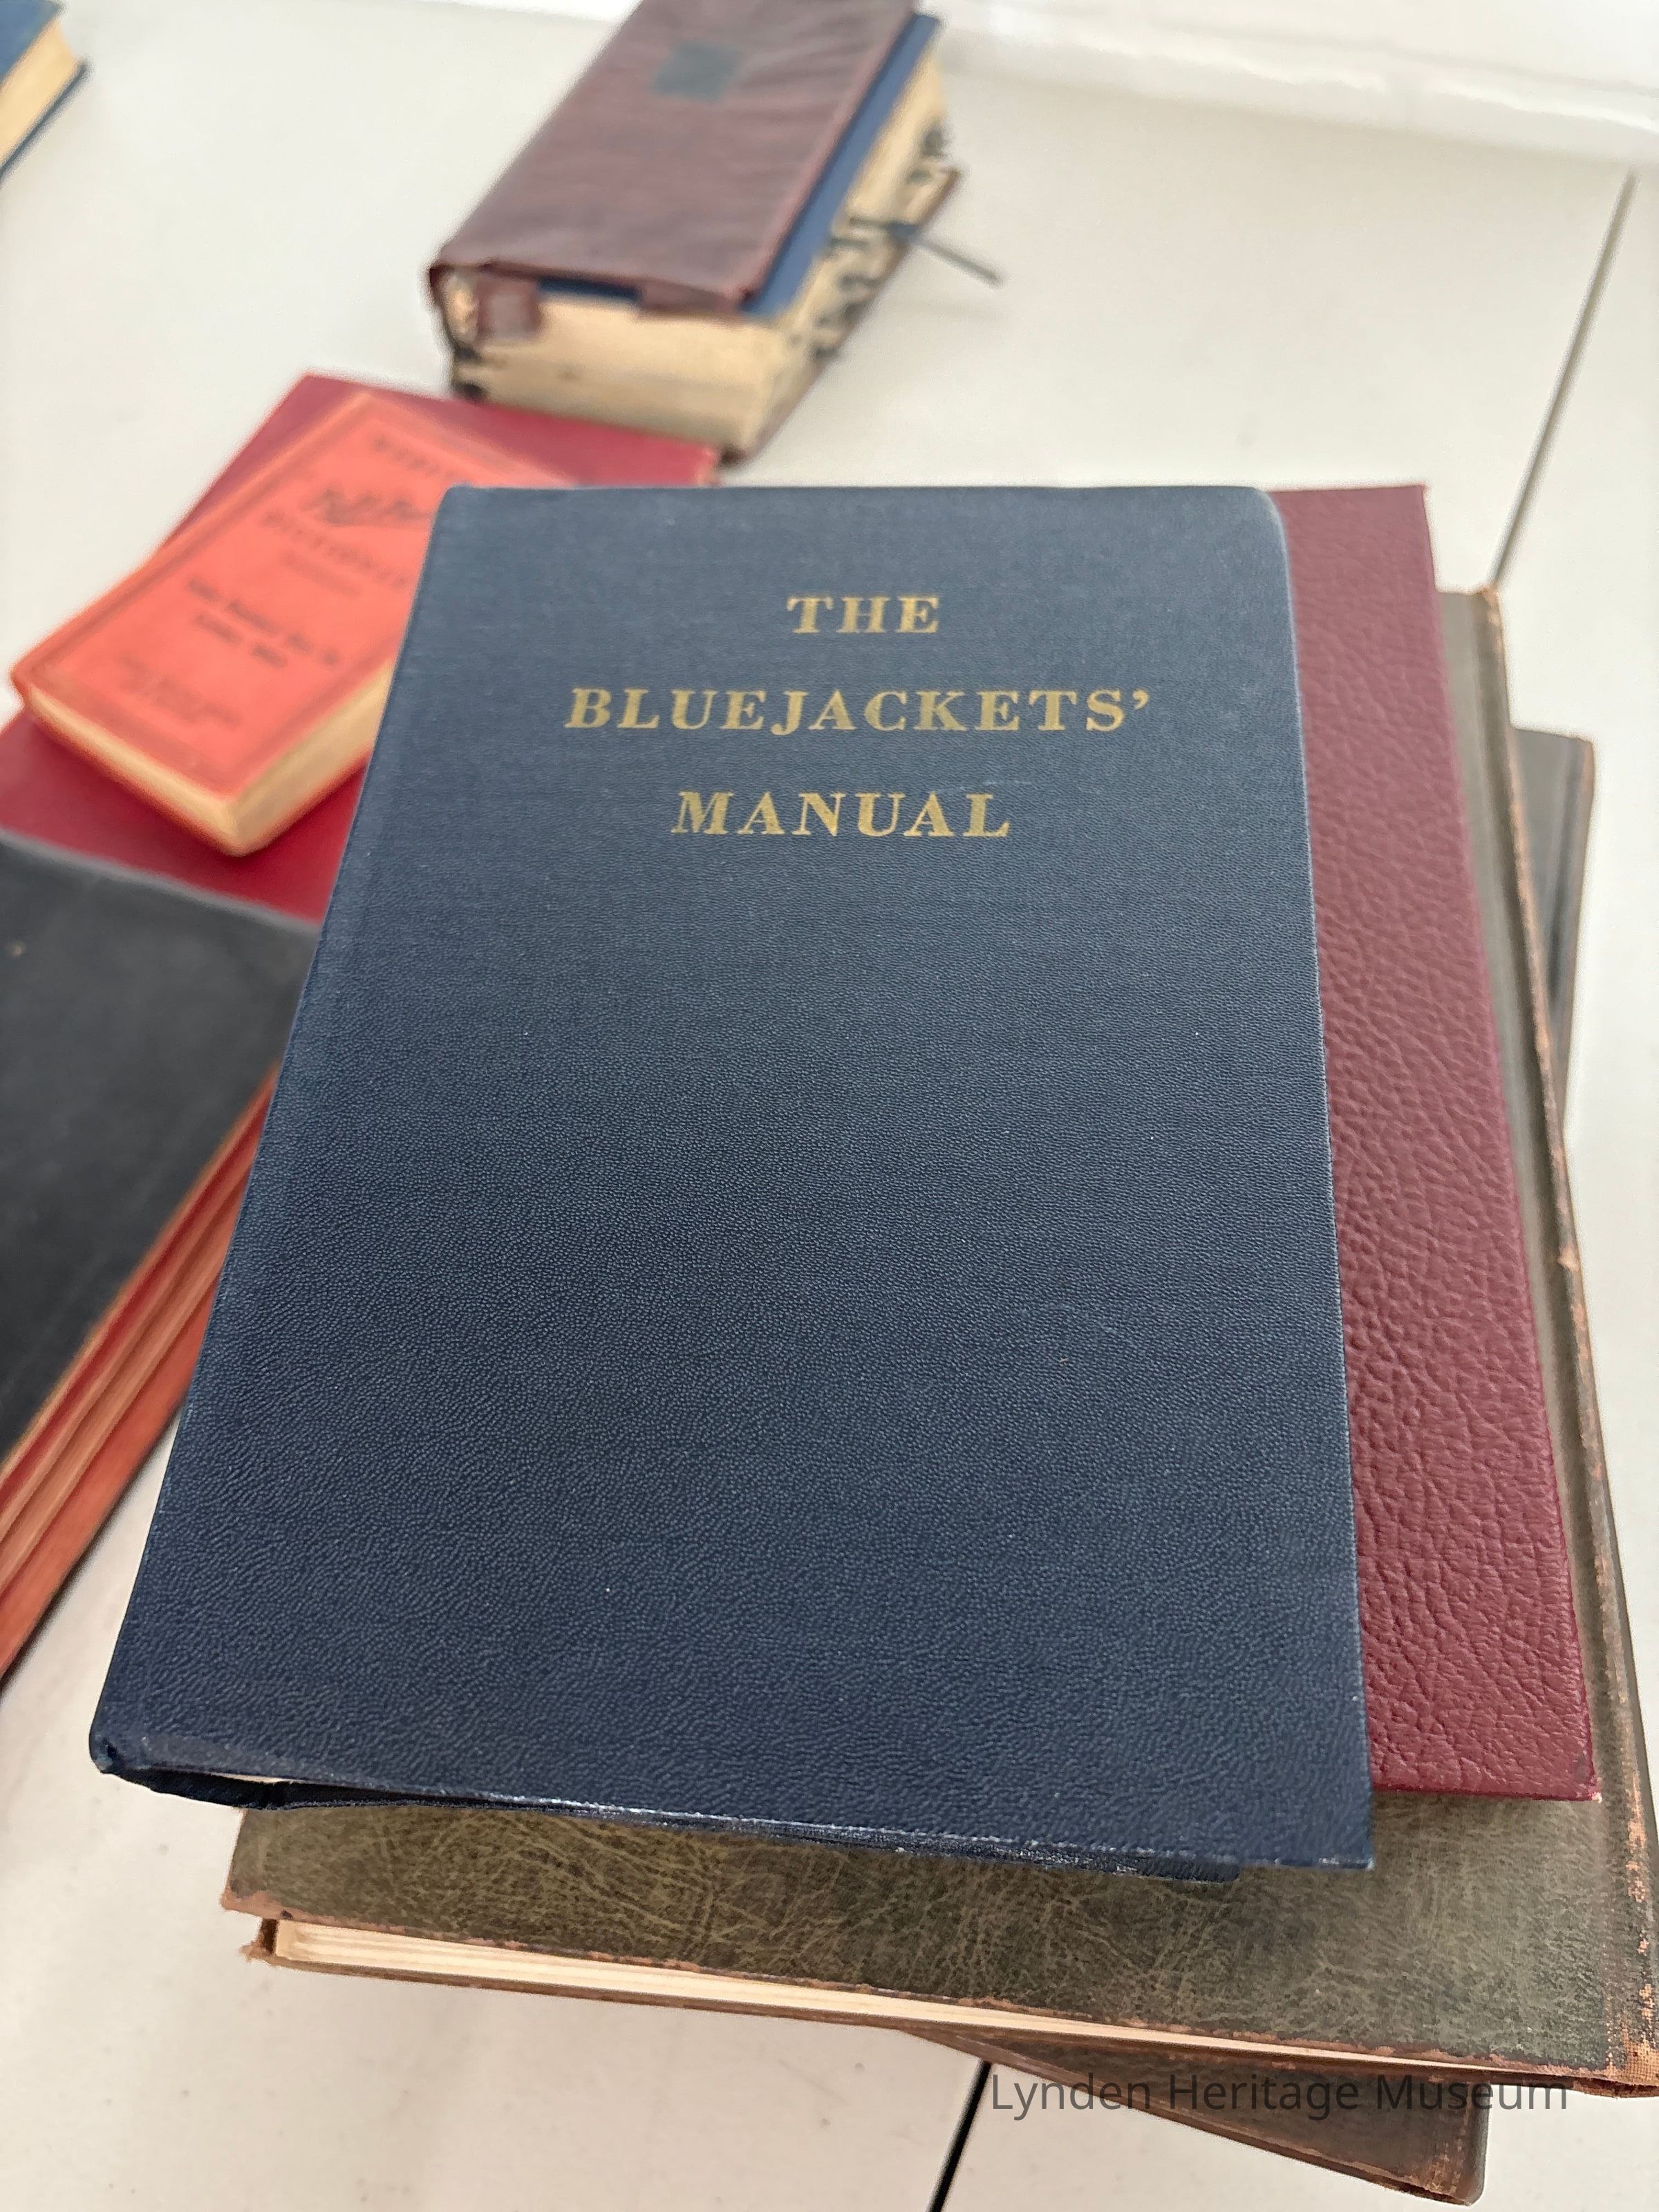 THE
BLUEJACKETS’
MANUAL
Lynden Heritage Museum